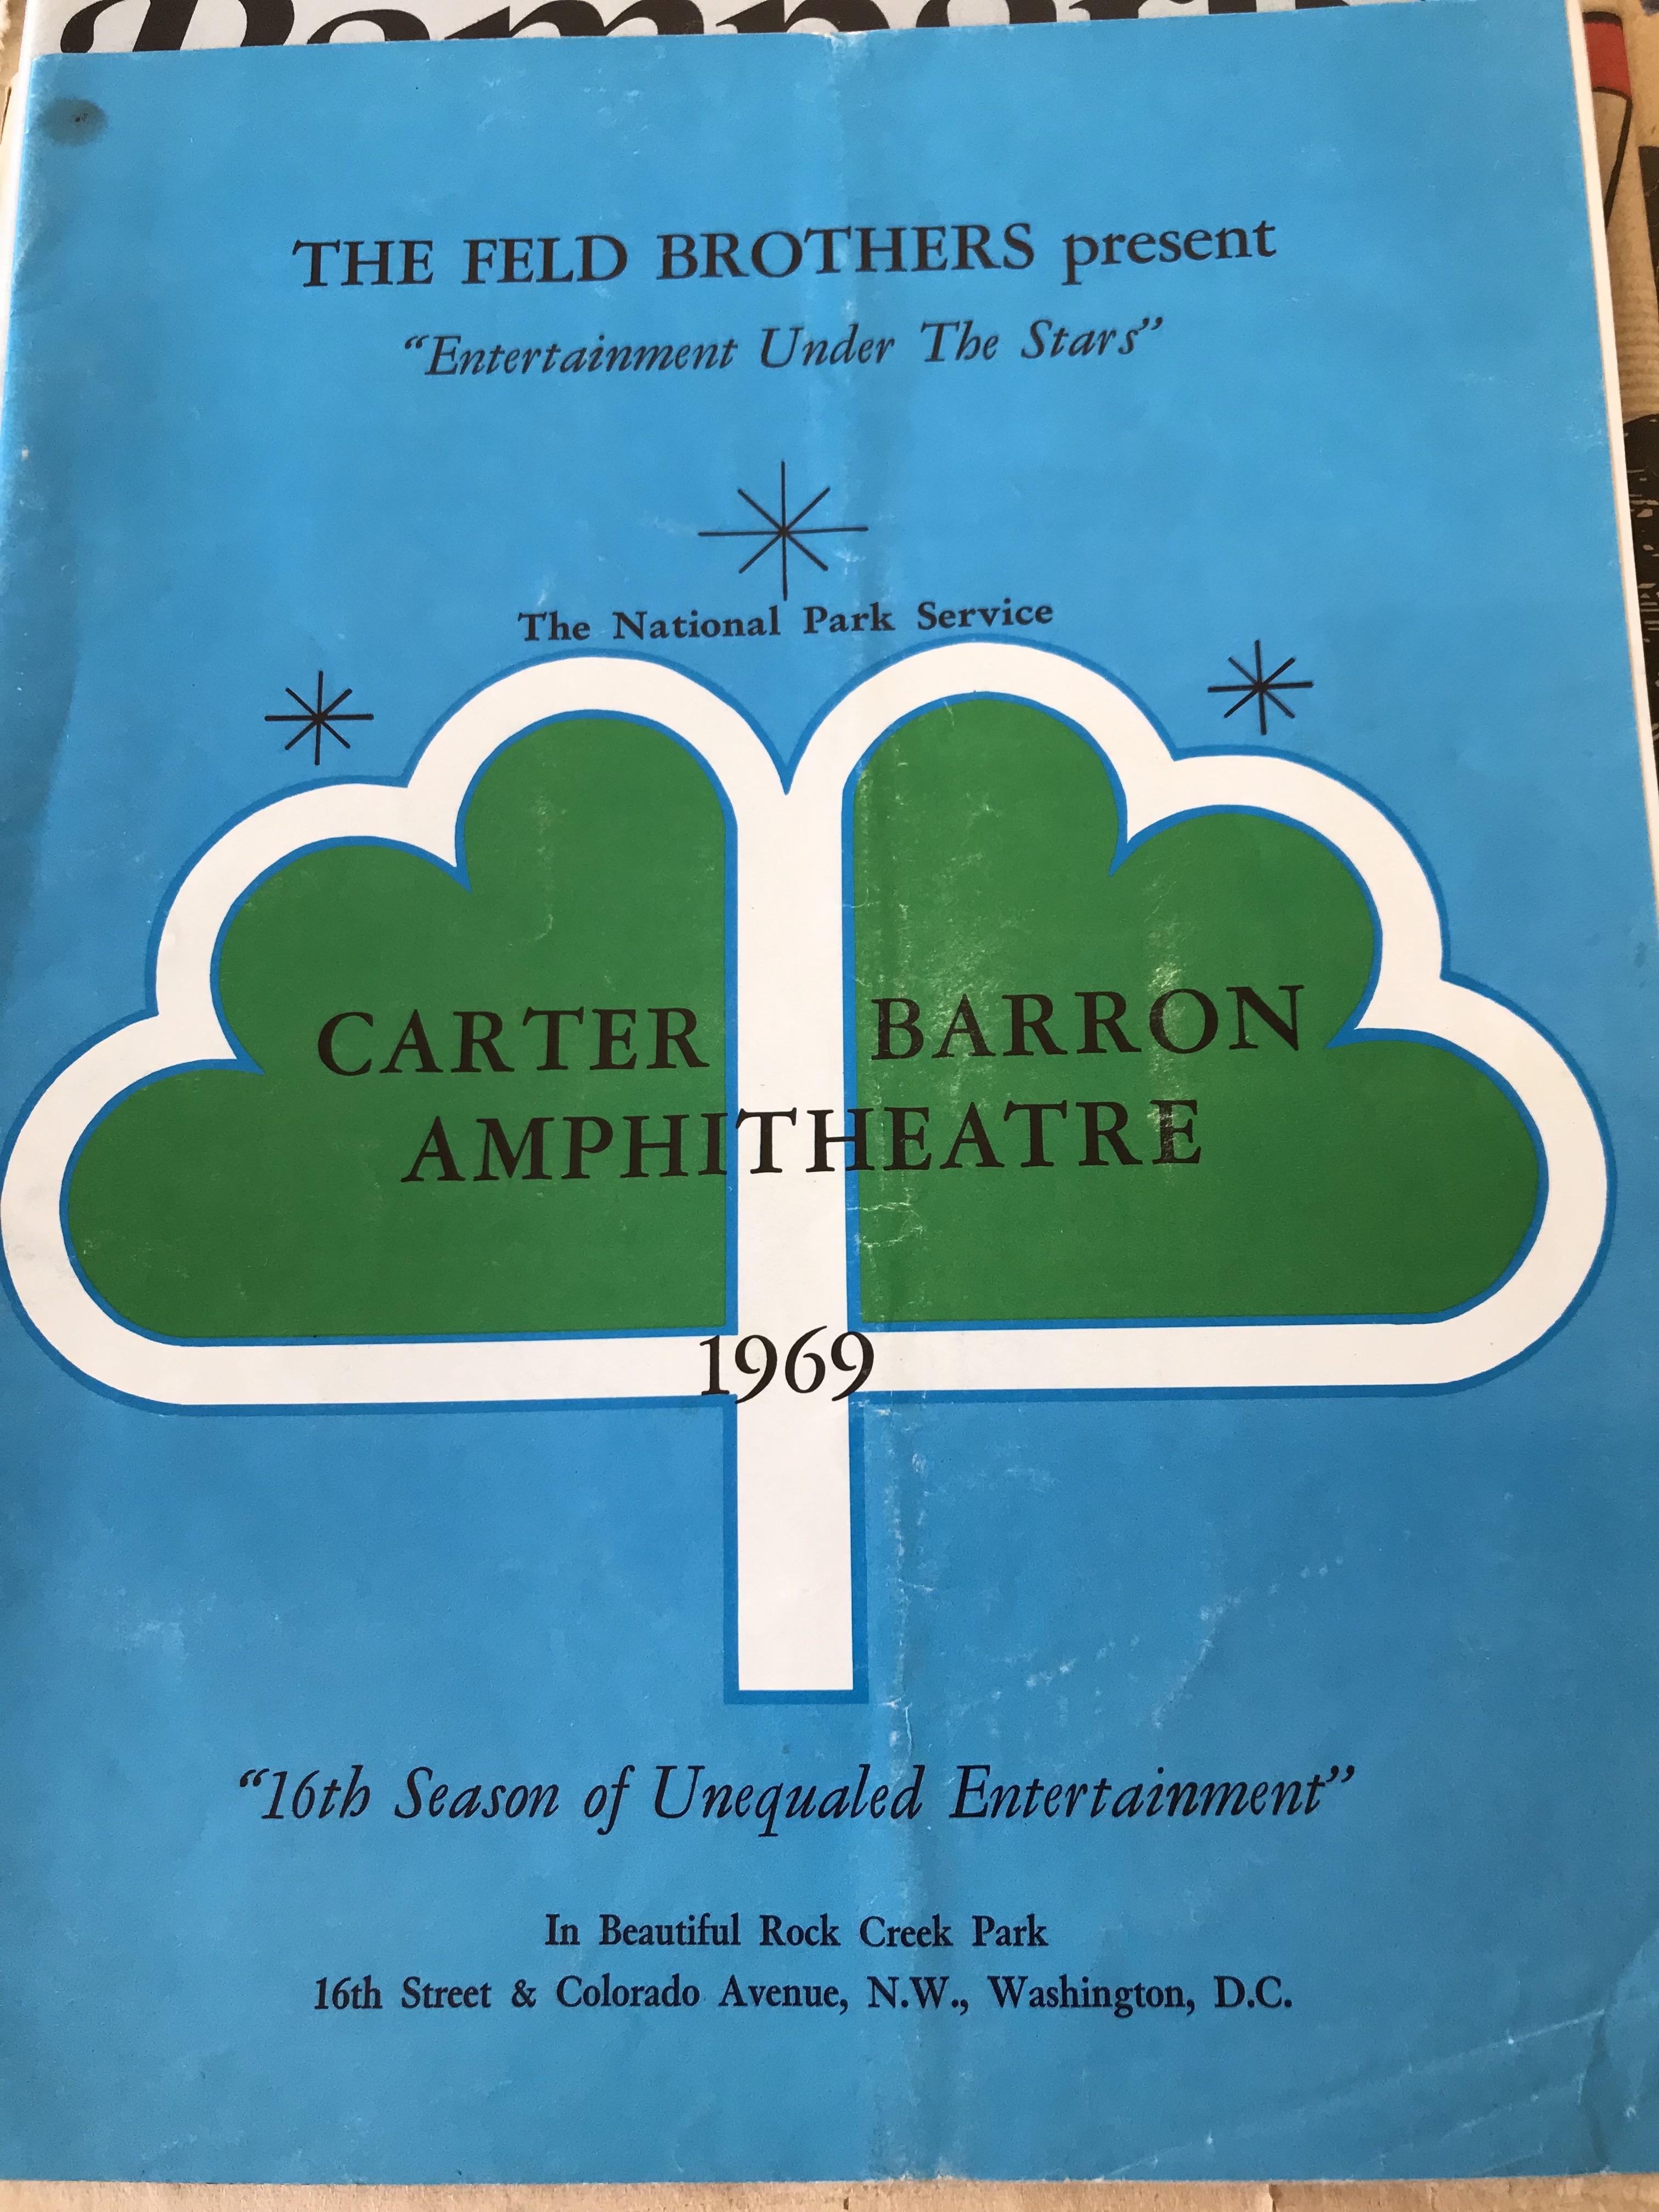 THE FELD BROTHERS present
“Entertainment Under The Stars”
The National Park Service
CARTER BARRON
AMPHITHEATRE
1969
“16th Season of Unequaled Entertainment”
In Beautiful Rock Creek Park
16th Street & Colorado Avenue, N.W., Washington, D.C.